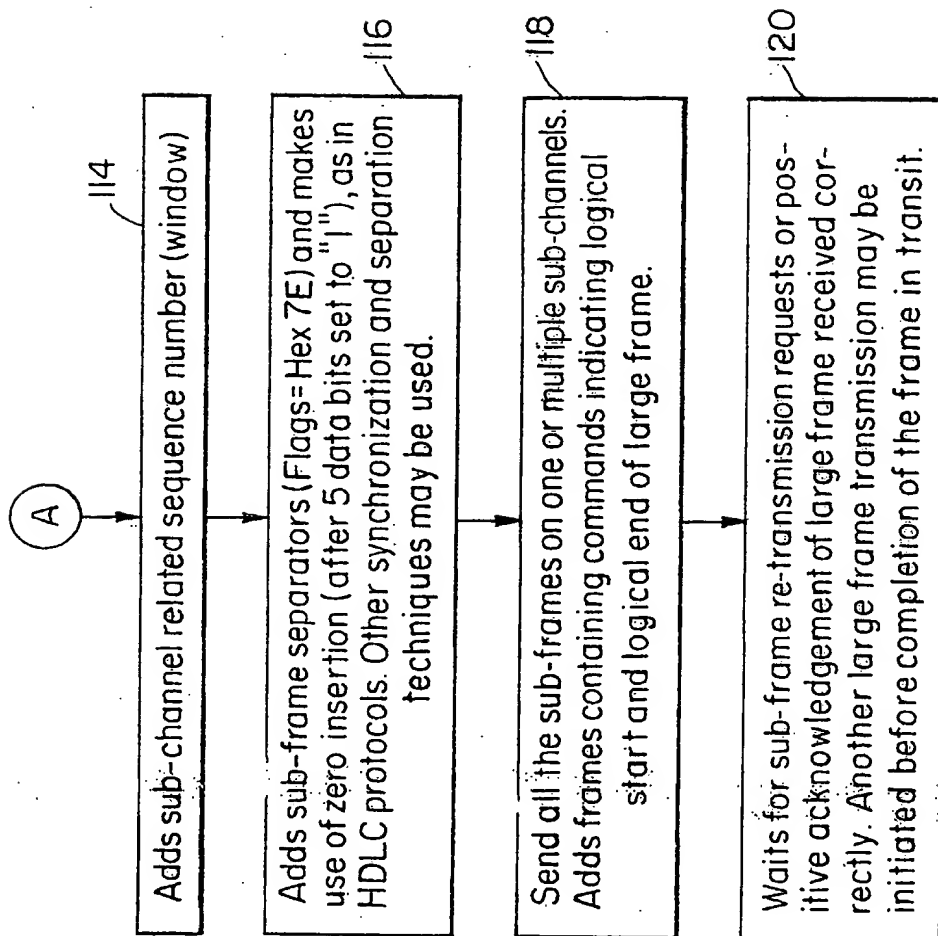 A
114
Adds sub-channel related sequence number (window)
116
Adds sub-frame separators (Flags=Hex 7E) and makes
use of zero insertion (after 5 data bits set to "1"), as in
HDLC protocols. Other synchronization and separation
techniques may be used.
118
Send all the sub-frames on one or multiple sub-channels.
Adds frames containing commands indicating logical
start and logical end of large frame.
120
Waits for sub-frame re-transmission requests or pos-
itive acknowledgement of large frame received cor-
rectly. Another large frame transmission may be
initiated before completion of the frame in transit.